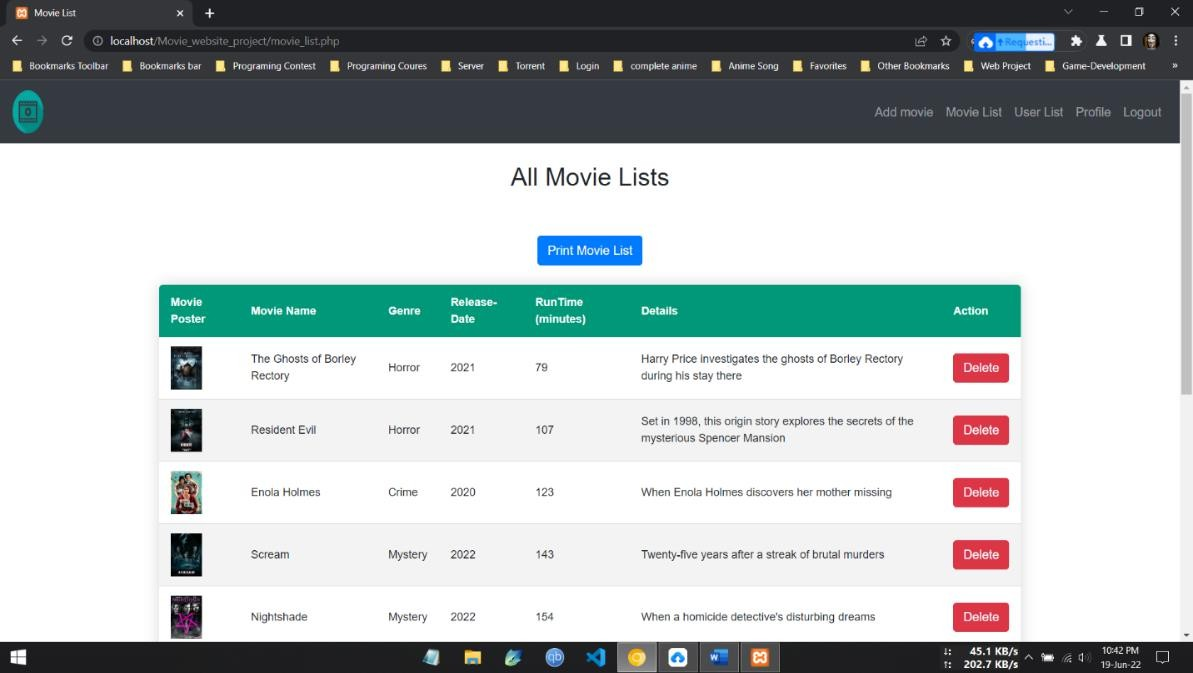 Movie List
localhost/Movie_website_project/movie_list.php
Requesti...
Bookmarks Toolbar Bookmarks bar Programing Contest Programing Coures Server Torrent Login complete anime Anime Song Favorites Other Bookmarks Web Project Game-Development »
Add movie Movie List User List Profile Logout
All Movie Lists
Print Movie List
Movie Poster Movie Name Genre Release-Date RunTime (minutes) Details Action
The Ghosts of Borley Rectory Horror 2021 79 Harry Price investigates the ghosts of Borley Rectory during his stay there Delete
Resident Evil Horror 2021 107 Set in 1998, this origin story explores the secrets of the mysterious Spencer Mansion Delete
Enola Holmes Crime 2020 123 When Enola Holmes discovers her mother missing Delete
Scream Mystery 2022 143 Twenty-five years after a streak of brutal murders Delete
Nightshade Mystery 2022 154 When a homicide detective's disturbing dreams Delete
qb
↓: 45.1 KB/s
↑: 202.7 KB/s
10:42 PM
19-Jun-22